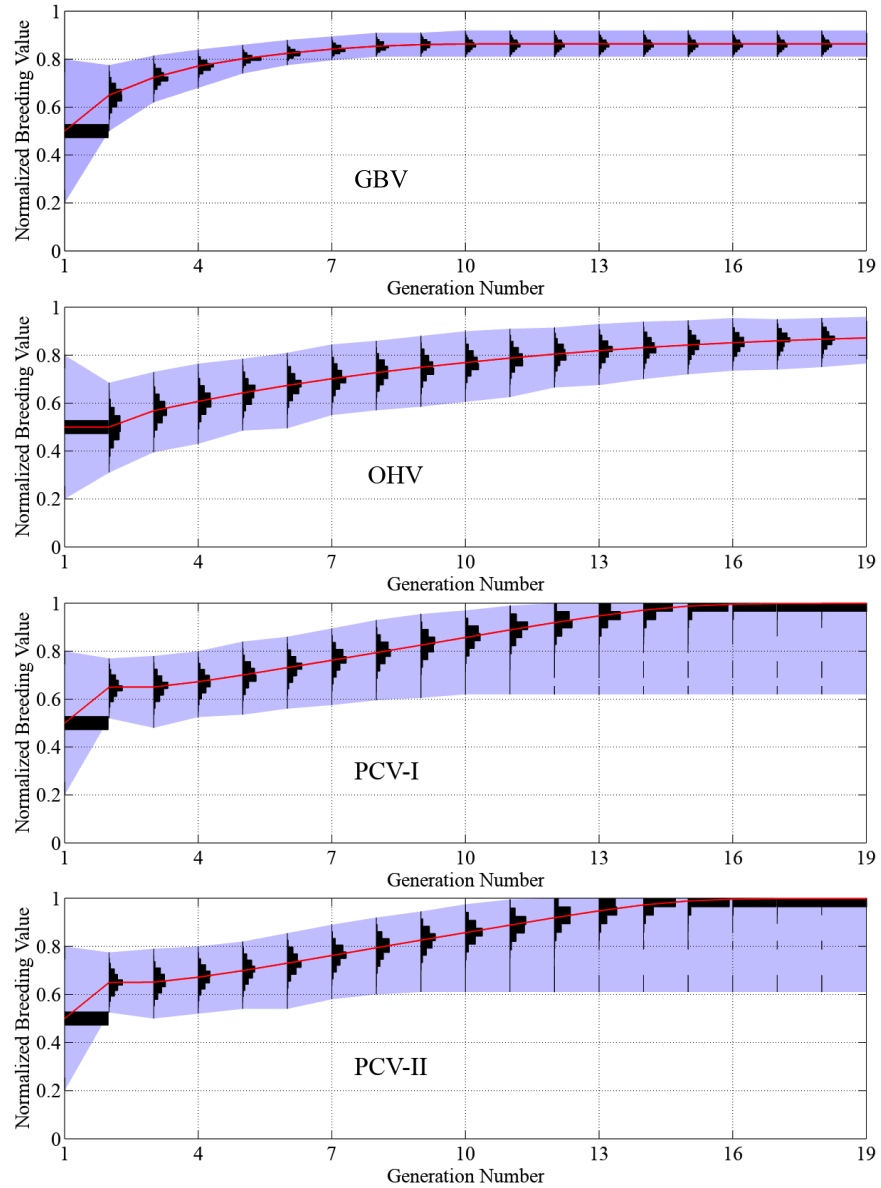 Normalized Breeding Value
1
0.8
0.6
0.4
0.2
0
GBV
1 4 7 10 13 16 19
Generation Number
Normalized Breeding Value
1
0.8
0.6
0.4
0.2
0
OHV
1 4 7 10 13 16 19
Generation Number
Normalized Breeding Value
1
0.8
0.6
0.4
0.2
0
PCV-I
1 4 7 10 13 16 19
Generation Number
Normalized Breeding Value
1
0.8
0.6
0.4
0.2
0
PCV-II
1 4 7 10 13 16 19
Generation Number